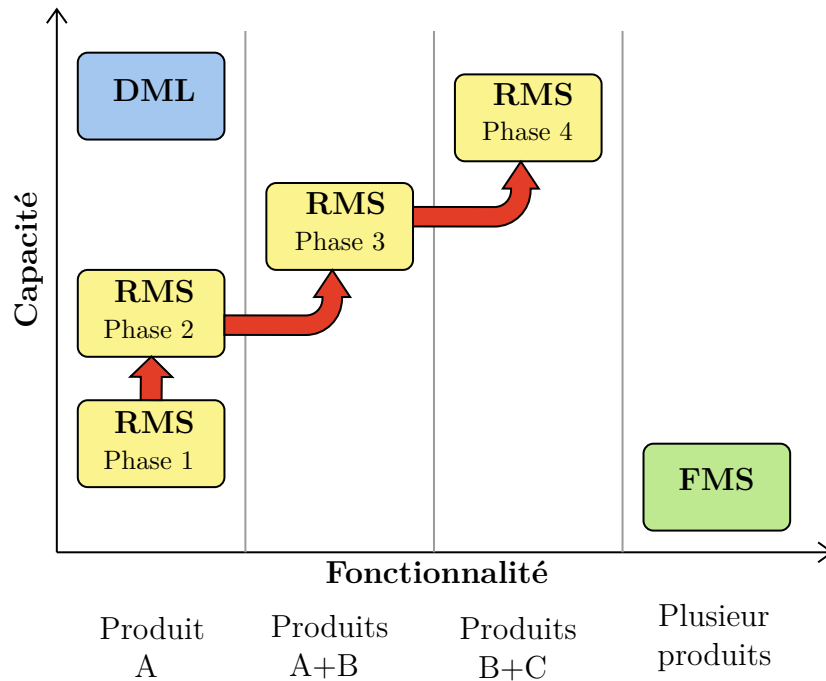 DML
RMS
Phase 4
RMS
Phase 3
RMS
Phase 2
RMS
Phase 1
FMS
Capacité
Fonctionnalité
Produit
A
Produits
A+B
Produits
B+C
Plusieur
produits